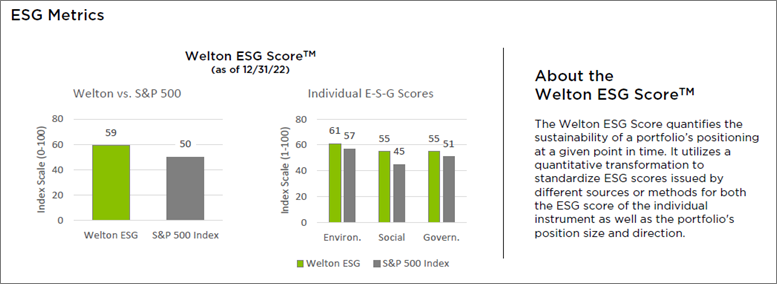 ESG Metrics
Welton ESG Score™
(as of 12/31/22)
Welton vs. S&P 500
Index Scale (0-100)
80
60
40
20
0
59
50
Welton ESG
S&P 500 Index
Individual E-S-G Scores
Index Scale (1-100)
80
60
40
20
0
61
57
55
45
55
51
Environ.
Social
Govern.
Welton ESG
S&P 500 Index
About the
Welton ESG Score™
The Welton ESG Score quantifies the
sustainability of a portfolio's positioning
at a given point in time. It utilizes a
quantitative transformation to
standardize ESG scores issued by
different sources or methods for both
the ESG score of the individual
instrument as well as the portfolio's
position size and direction.